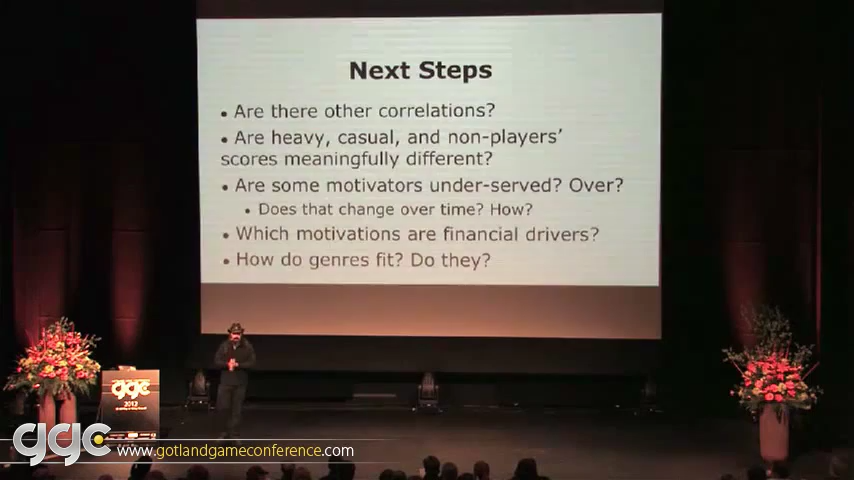 Next Steps
• Are there other correlations?
• Are heavy, casual, and non-players'
scores meaningfully different?
• Are some motivators under-served? Over?
• Does that change over time? How?
• Which motivations are financial drivers?
• How do genres fit? Do they?
ggc
2012
ggc www.gotlandgameconference.com